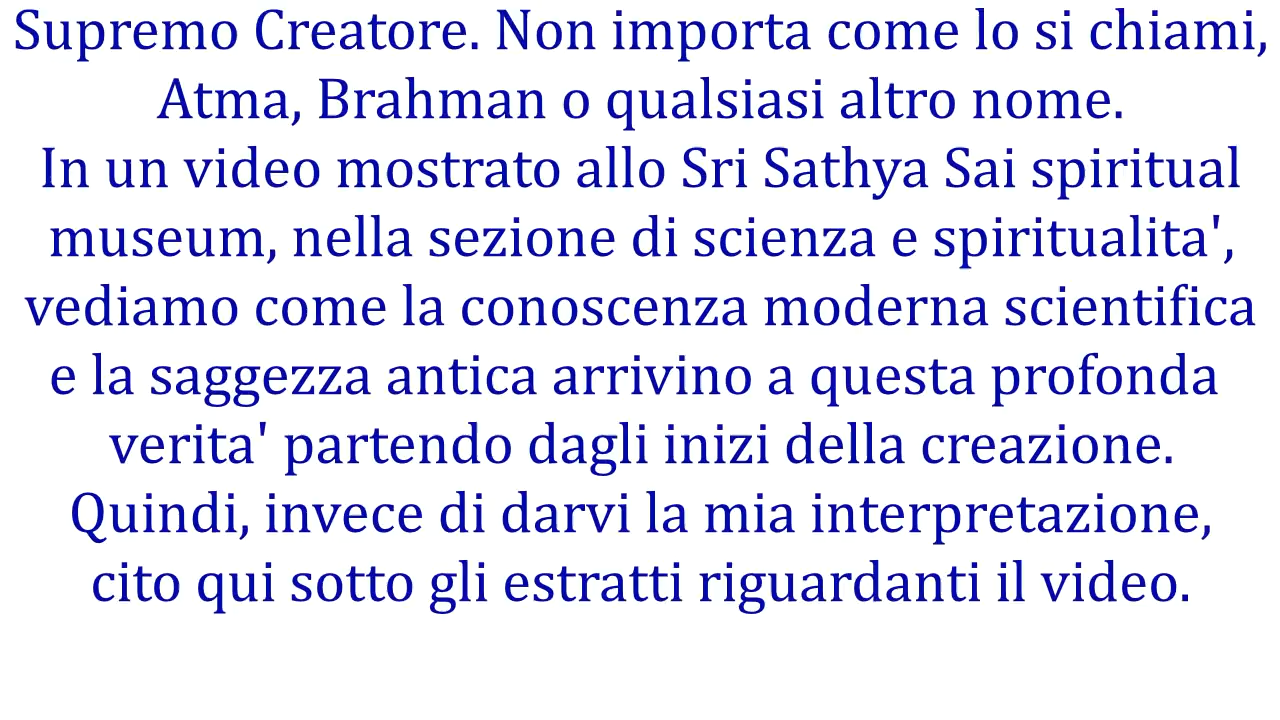 Supremo Creatore. Non importa come lo si chiami,
Atma, Brahman o qualsiasi altro nome.
In un video mostrato allo Sri Sathya Sai spiritual
museum, nella sezione di scienza e spiritualita',
vediamo come la conoscenza moderna scientifica
e la saggezza antica arrivino a questa profonda
verita' partendo dagli inizi della creazione.
Quindi, invece di darvi la mia interpretazione,
cito qui sotto gli estratti riguardanti il video.